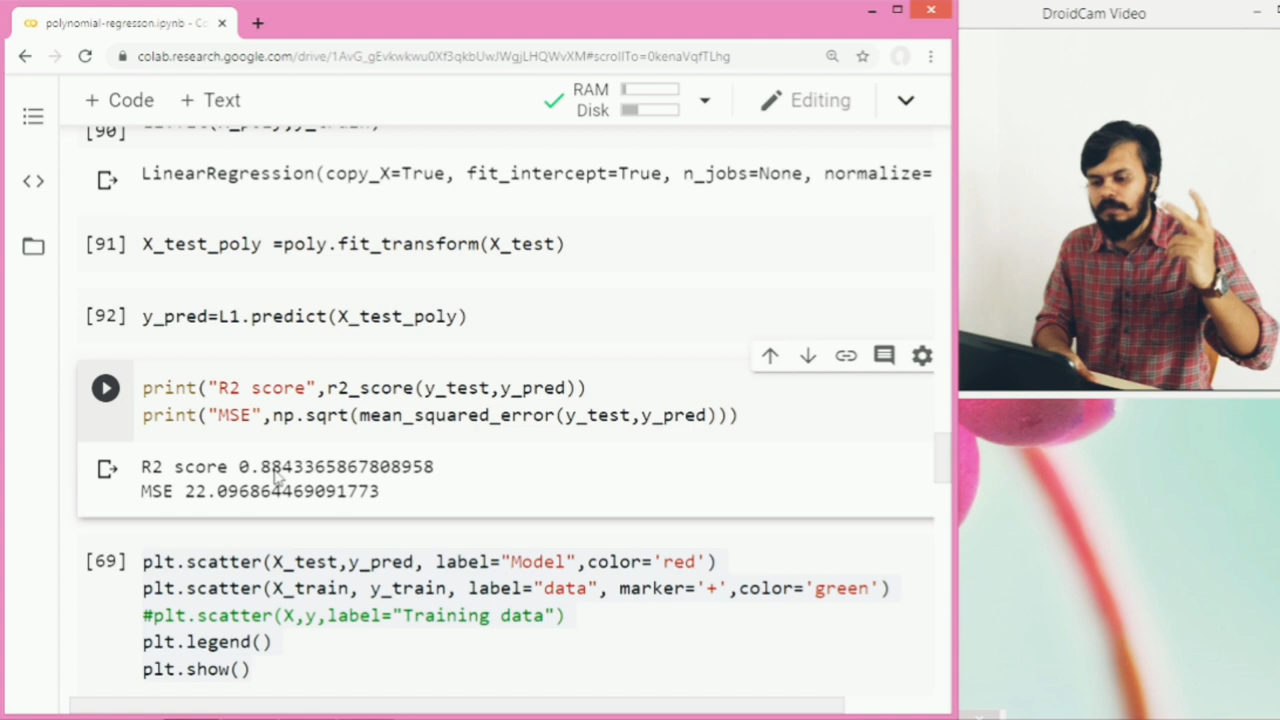 polynomial-regresson.ipynb - Co
colab.research.google.com/drive/1AvG_gEvkwkwu0Xf3qkbUwJWgjLHQWvXM#scrollTo=0kenaVqfTLhg
+ Code + Text
RAM
Disk
Editing
[90]
LinearRegression(copy_X=True, fit_intercept=True, n_jobs=None, normalize=
[91] X_test_poly =poly.fit_transform(X_test)
[92] y_pred=L1.predict(X_test_poly)
print("R2 score",r2_score(y_test,y_pred))
print("MSE",np.sqrt(mean_squared_error(y_test,y_pred)))
R2 score 0.8843365867808958
MSE 22.096864469091773
[69] plt.scatter(X_test,y_pred, label="Model",color='red')
plt.scatter(X_train, y_train, label="data", marker='+',color='green')
#plt.scatter(X,y,label="Training data")
plt.legend()
plt.show()
DroidCam Video